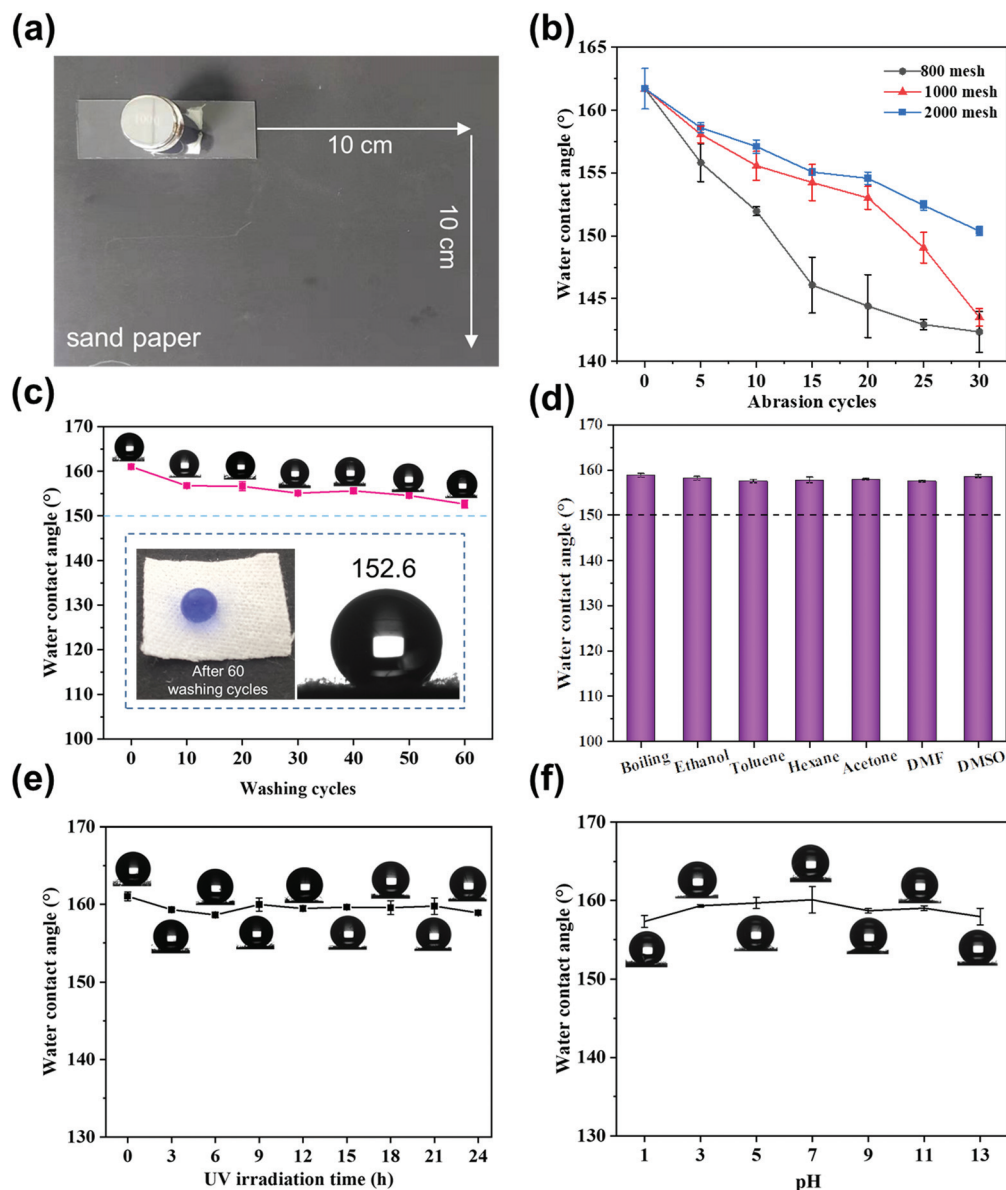 (a)
10 cm
10 cm
sand paper
(b)
Water contact angle (°)
165
160
155
150
145
140
800 mesh
1000 mesh
2000 mesh
0 5 10 15 20 25 30
Abrasion cycles
(c)
Water contact angle (°)
170
160
150
140
130
120
110
100
After 60
washing cycles
152.6
0 10 20 30 40 50 60
Washing cycles
(d)
Water contact angle (°)
170
160
150
140
130
120
110
100
Boiling Ethanol Toluene Hexane Acetone DMF DMSO
(e)
Water contact angle (°)
170
160
150
160
130
0 3 6 9 12 15 18 21 24
UV irradiation time (h)
(f)
Water contact angle (°)
170
160
150
160
130
1 3 5 7 9 11 13
pH